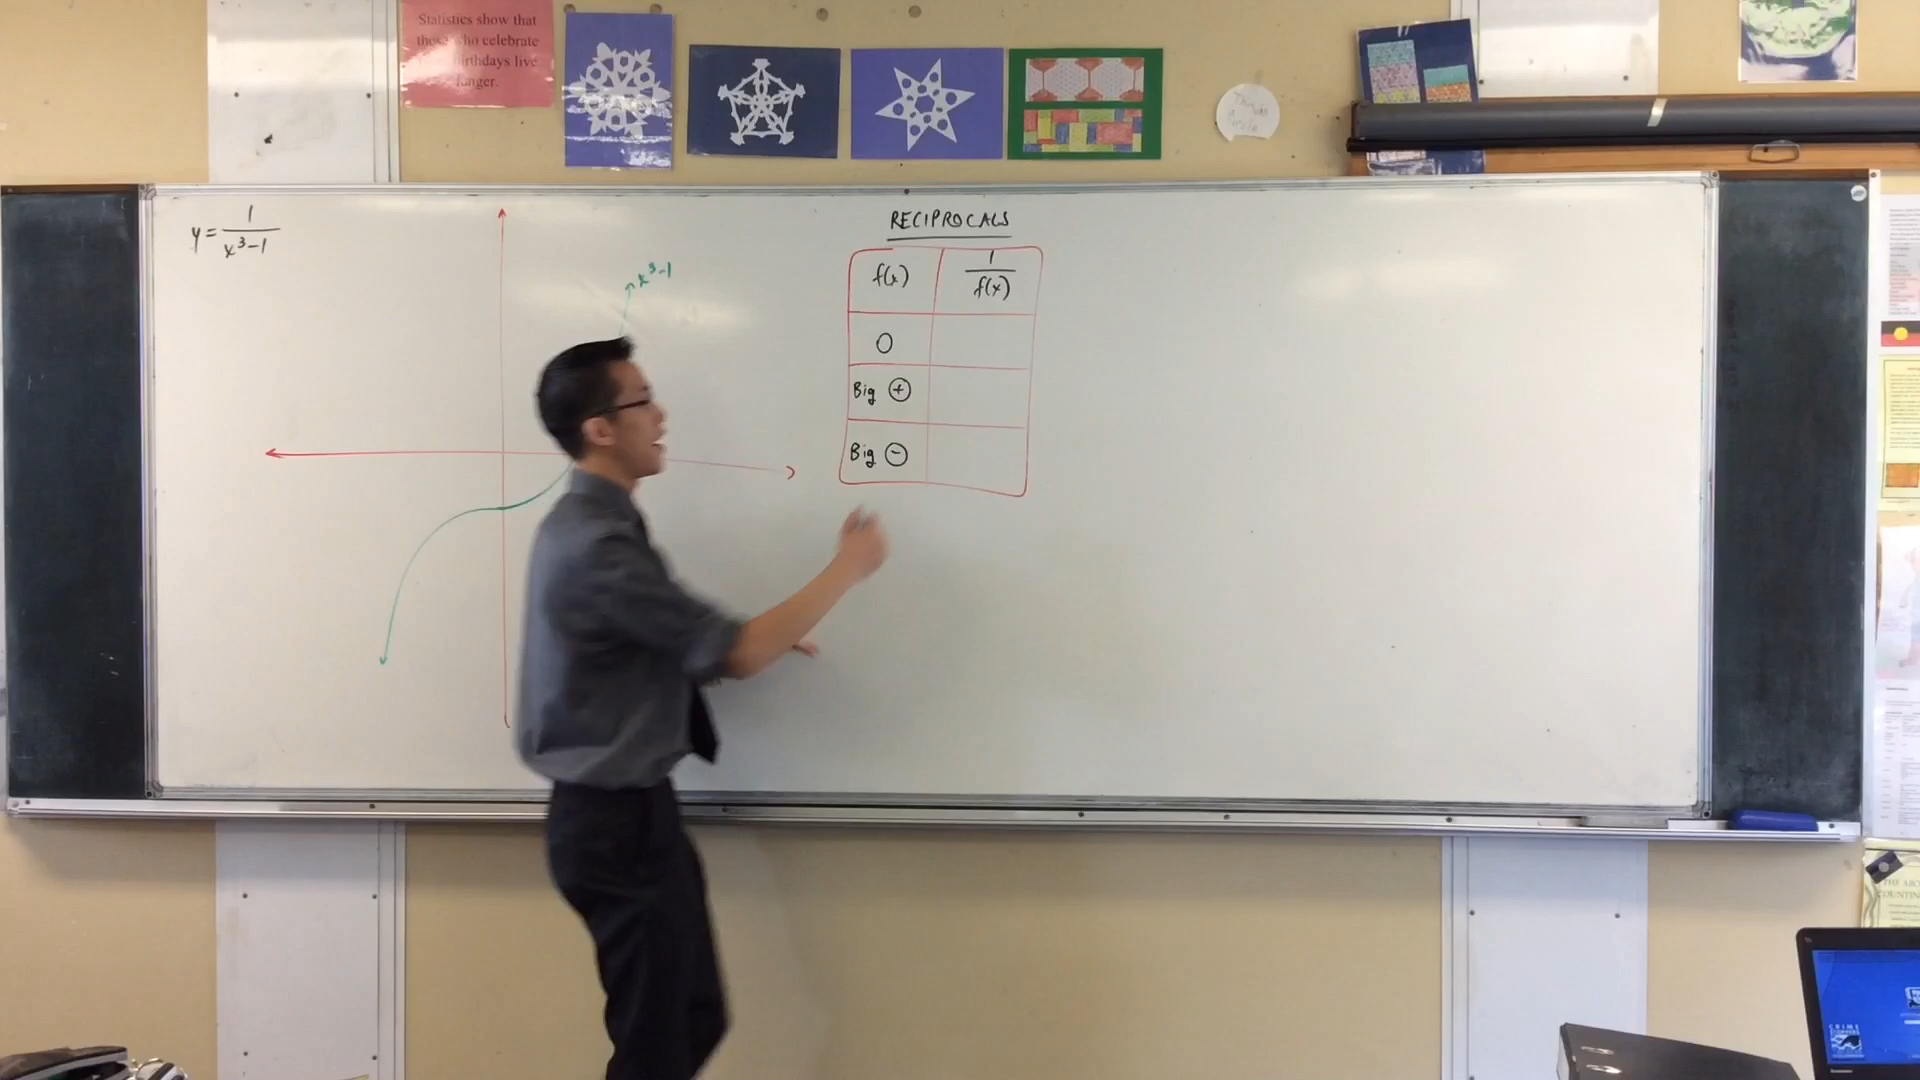 Statistics show that
those who celebrate
birthdays live
longer.
y = 1/(x³-1)
x³-1
RECIPROCALS
f(x) 1/f(x)
0
Big ⊕
Big ⊖
CRIME